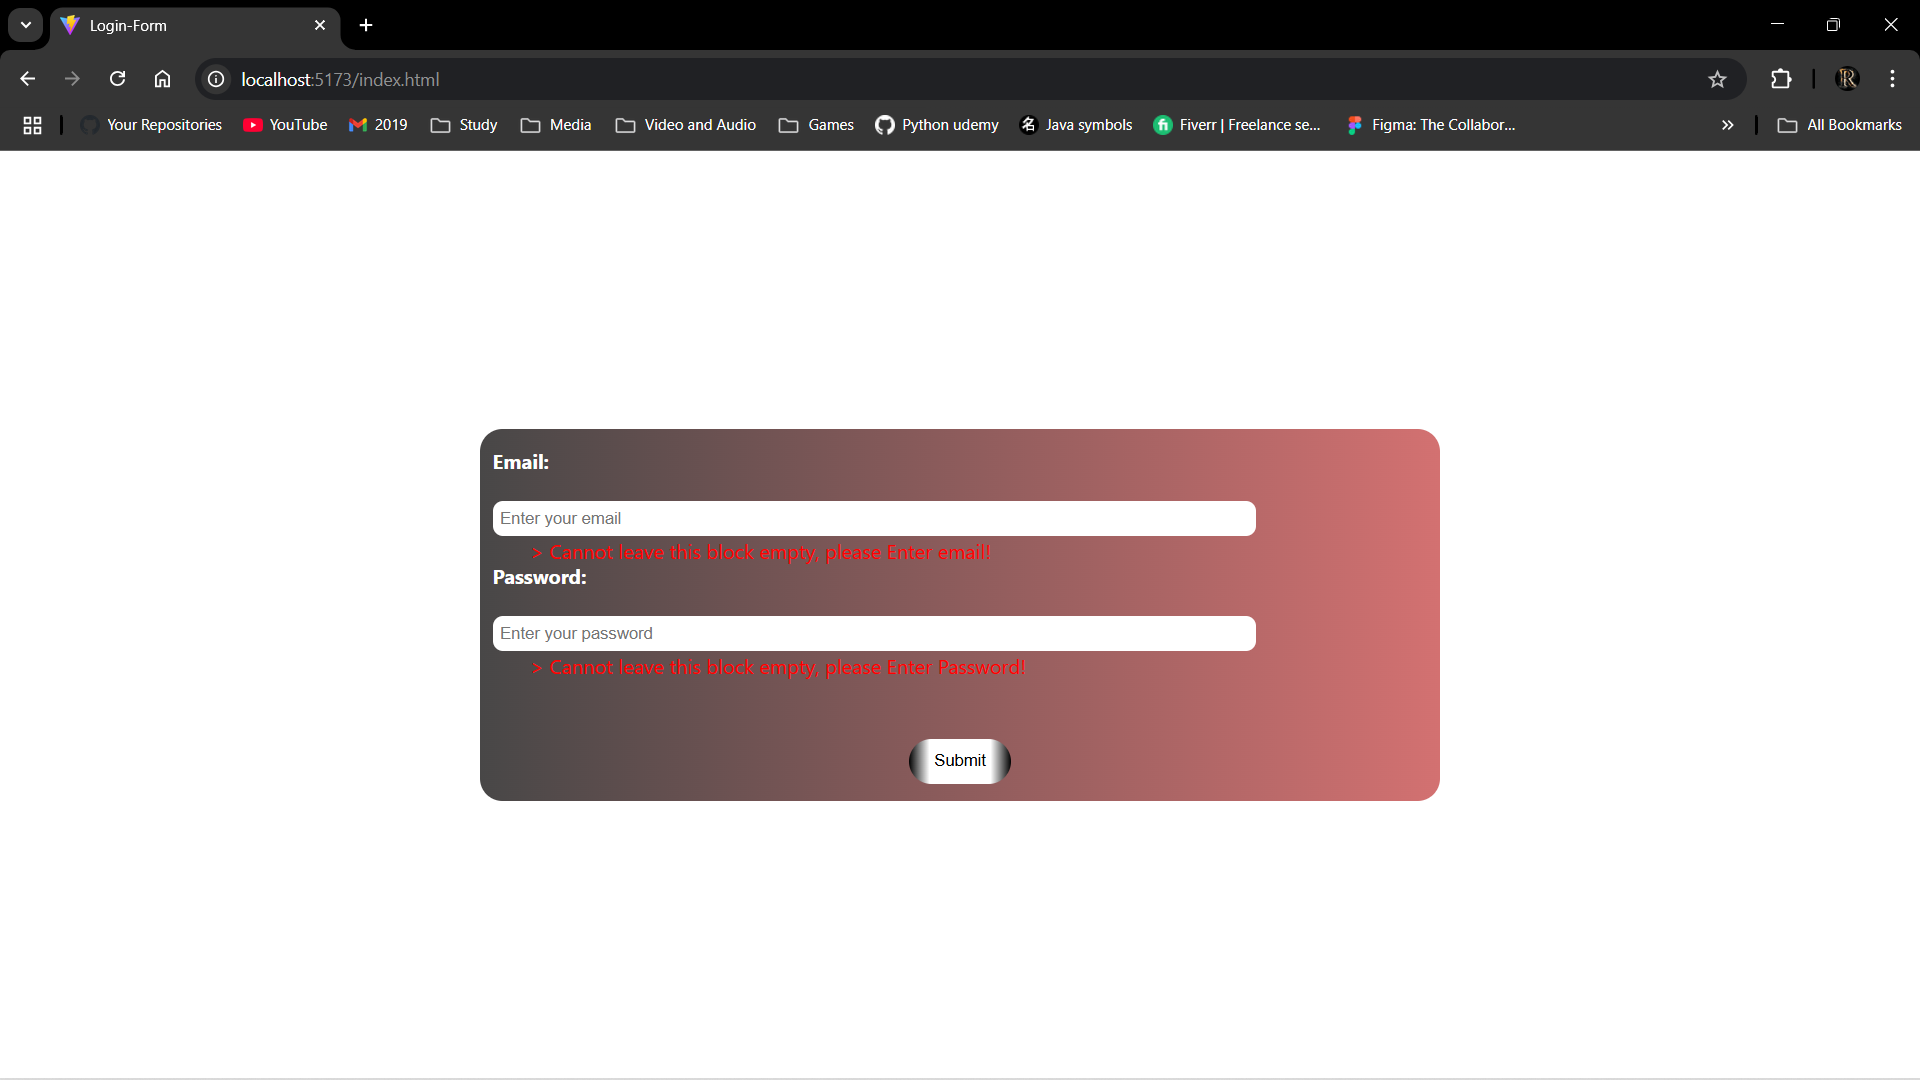 Login-Form
localhost:5173/index.html
Your Repositories YouTube 2019 Study Media Video and Audio Games Python udemy 名 Java symbols fi Fiverr | Freelance se... Figma: The Collabor... All Bookmarks
Email:
Enter your email
> Cannot leave this block empty, please Enter email!
Password:
Enter your password
> Cannot leave this block empty, please Enter Password!
Submit